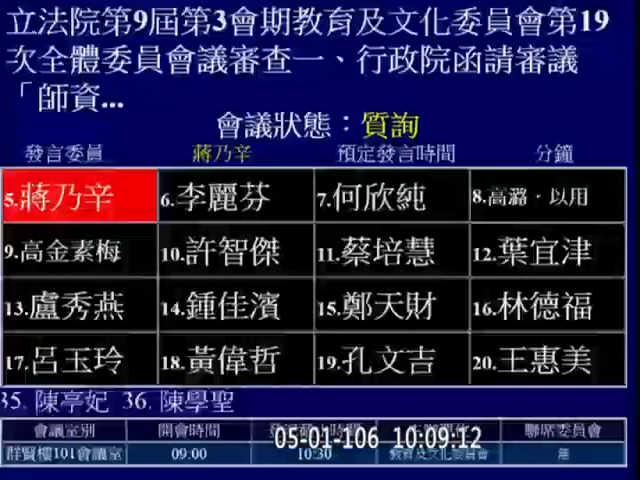 立法院第9屆第3會期教育及文化委員會第19
次全體委員會議審查一、行政院函請審議
「師資...
會議狀態：質詢
發言委員 蔣乃辛 預定發言時間 分鐘
5.蔣乃辛 6.李麗芬 7.何欣純 8.高潞．以用
9.高金素梅 10.許智傑 11.蔡培慧 12.葉宜津
13.盧秀燕 14.鍾佳濱 15.鄭天財 16.林德福
17.呂玉玲 18.黃偉哲 19.孔文吉 20.王惠美
35. 陳亭妃 36. 陳學聖
會議室別 開會時間 聯席委員會
05-01-106 10:09:12
群賢樓101會議室 09:00 10:30 教育及文化委員會 無